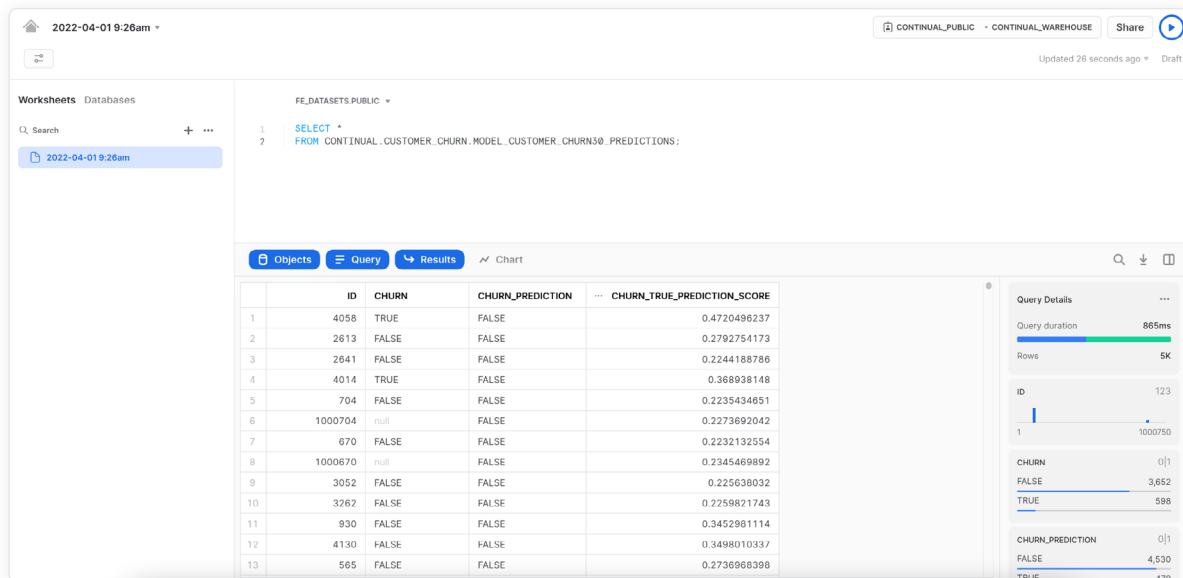 2022-04-01 9:26am
CONTINUAL_PUBLIC • CONTINUAL_WAREHOUSE
Share
Updated 26 seconds ago
Draft
Worksheets Databases
Search
2022-04-01 9:26am
FE_DATASETS.PUBLIC
1 SELECT *
2 FROM CONTINUAL.CUSTOMER_CHURN.MODEL_CUSTOMER_CHURN30_PREDICTIONS;
Objects Query Results Chart
ID CHURN CHURN_PREDICTION ... CHURN_TRUE_PREDICTION_SCORE
1 4058 TRUE FALSE 0.4720496237
2 2613 FALSE FALSE 0.2792754173
3 2641 FALSE FALSE 0.2244188786
4 4014 TRUE FALSE 0.368938148
5 704 FALSE FALSE 0.2235434651
6 1000704 null FALSE 0.2273692042
7 670 FALSE FALSE 0.2232132554
8 1000670 null FALSE 0.2345469892
9 3052 FALSE FALSE 0.225638032
10 3262 FALSE FALSE 0.2259821743
11 930 FALSE FALSE 0.3452981114
12 4130 FALSE FALSE 0.3498010337
13 565 FALSE FALSE 0.2736968398
Query Details
Query duration 865ms
Rows 5K
ID 123
1 1000750
CHURN 0|1
FALSE 3,652
TRUE 598
CHURN_PREDICTION 0|1
FALSE 4,530
TRUE